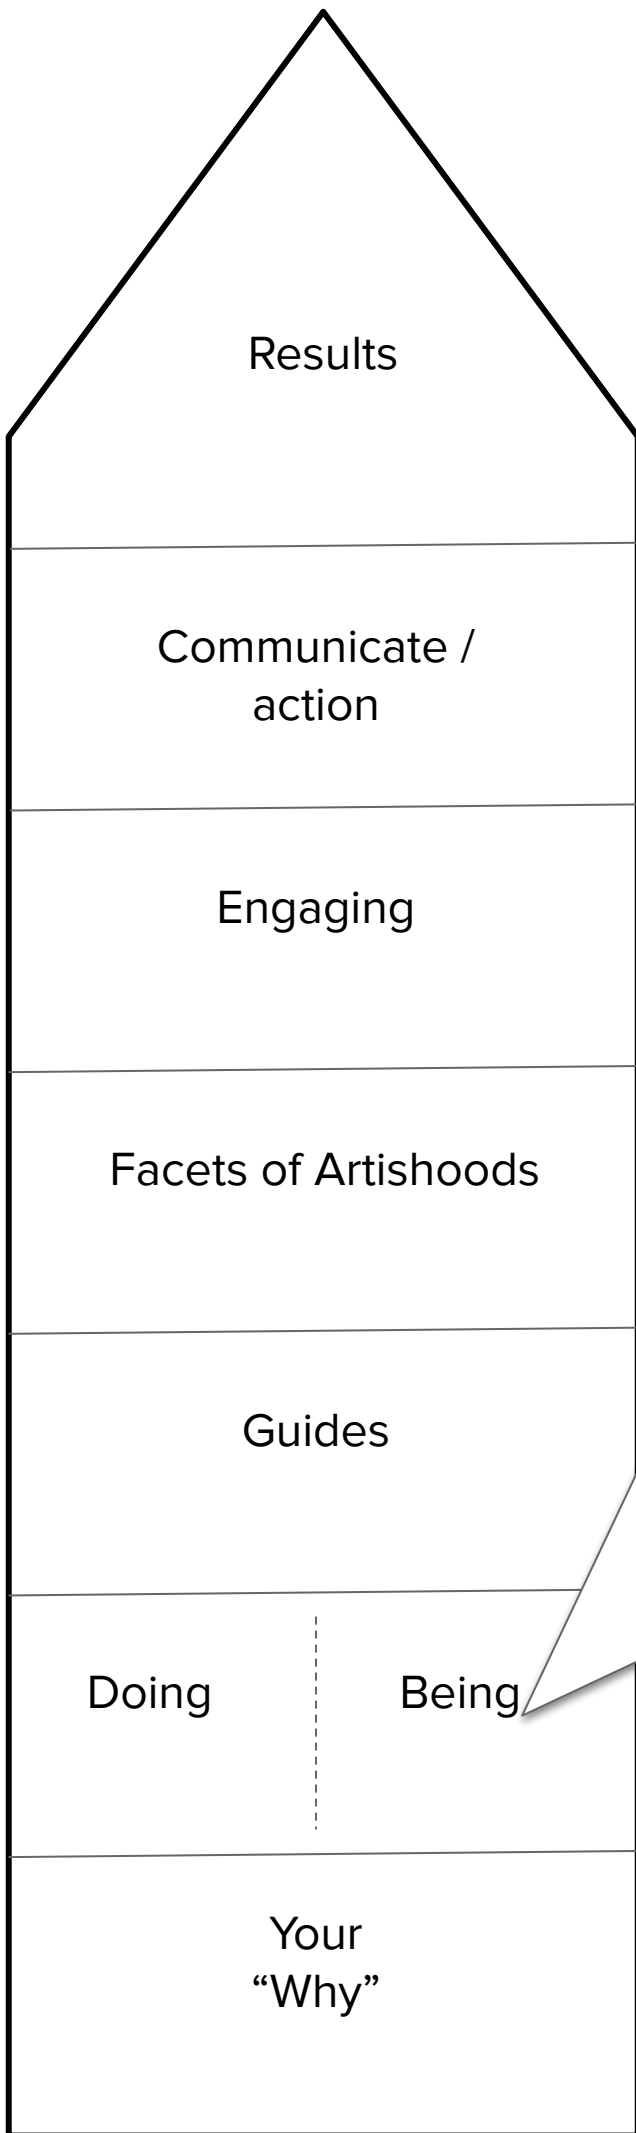 Results
Communicate /
action
Engaging
Facets of Artishoods
Guides
Doing
Being
Your
“Why”